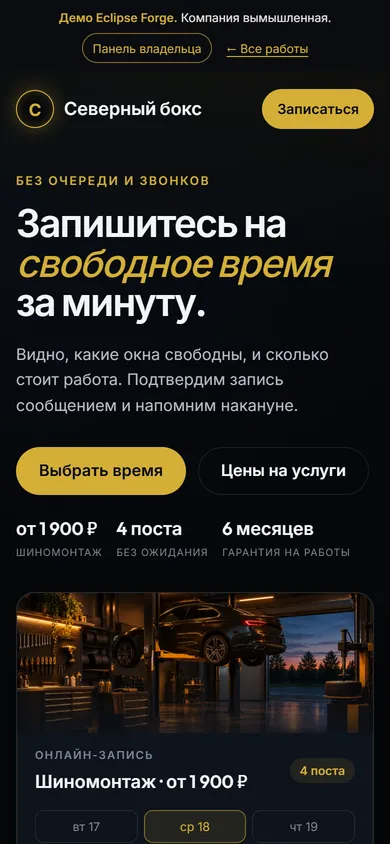 Демо Eclipse Forge. Компания вымышленная.
Панель владельца ← Все работы
С Северный бокс Записаться
БЕЗ ОЧЕРЕДИ И ЗВОНКОВ
Запишитесь на
свободное время
за минуту.
Видно, какие окна свободны, и сколько
стоит работа. Подтвердим запись
сообщением и напомним накануне.
Выбрать время Цены на услуги
от 1 900 ₽ 4 поста 6 месяцев
ШИНОМОНТАЖ БЕЗ ОЖИДАНИЯ ГАРАНТИЯ НА РАБОТЫ
ОНЛАЙН-ЗАПИСЬ
Шиномонтаж · от 1 900 ₽ 4 поста
вт 17 ср 18 чт 19